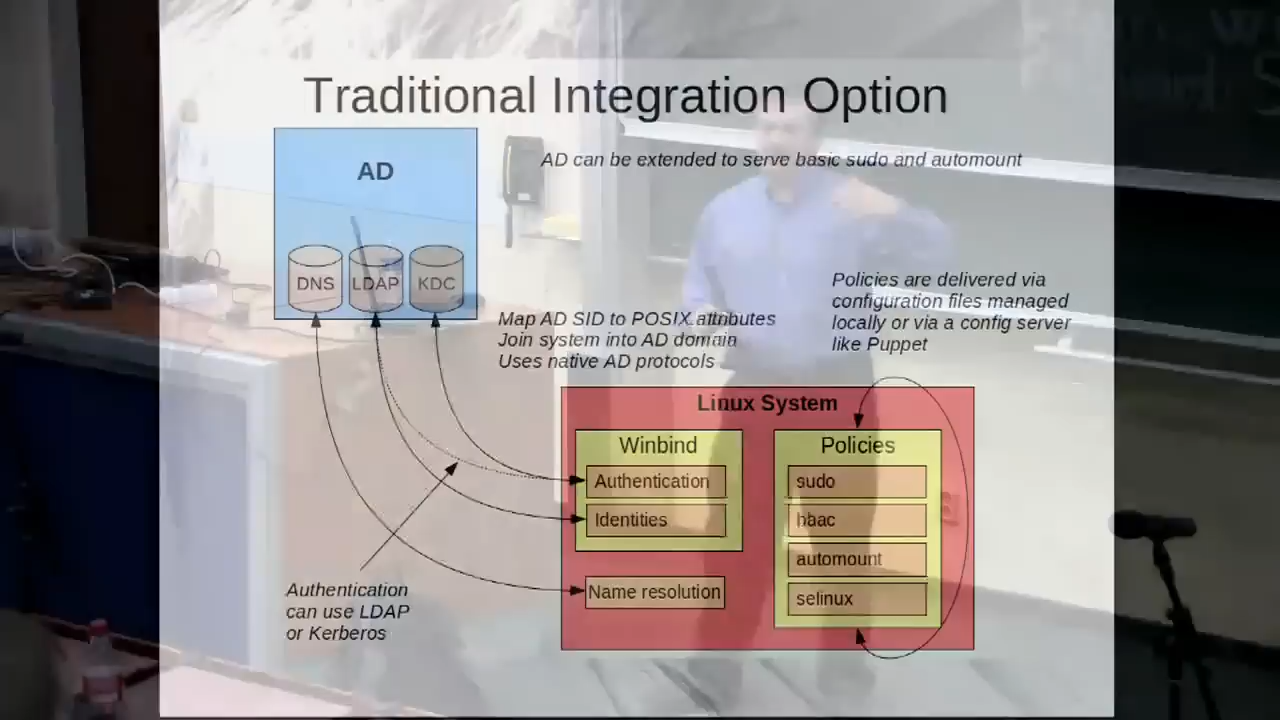 Traditional Integration Option
AD
AD can be extended to serve basic sudo and automount
DNS
LDAP
KDC
Map AD SID to POSIX attributes
Join system into AD domain
Uses native AD protocols
Policies are delivered via
configuration files managed
locally or via a config server
like Puppet
Linux System
Winbind
Authentication
Identities
Name resolution
Policies
sudo
hbac
automount
selinux
Authentication
can use LDAP
or Kerberos